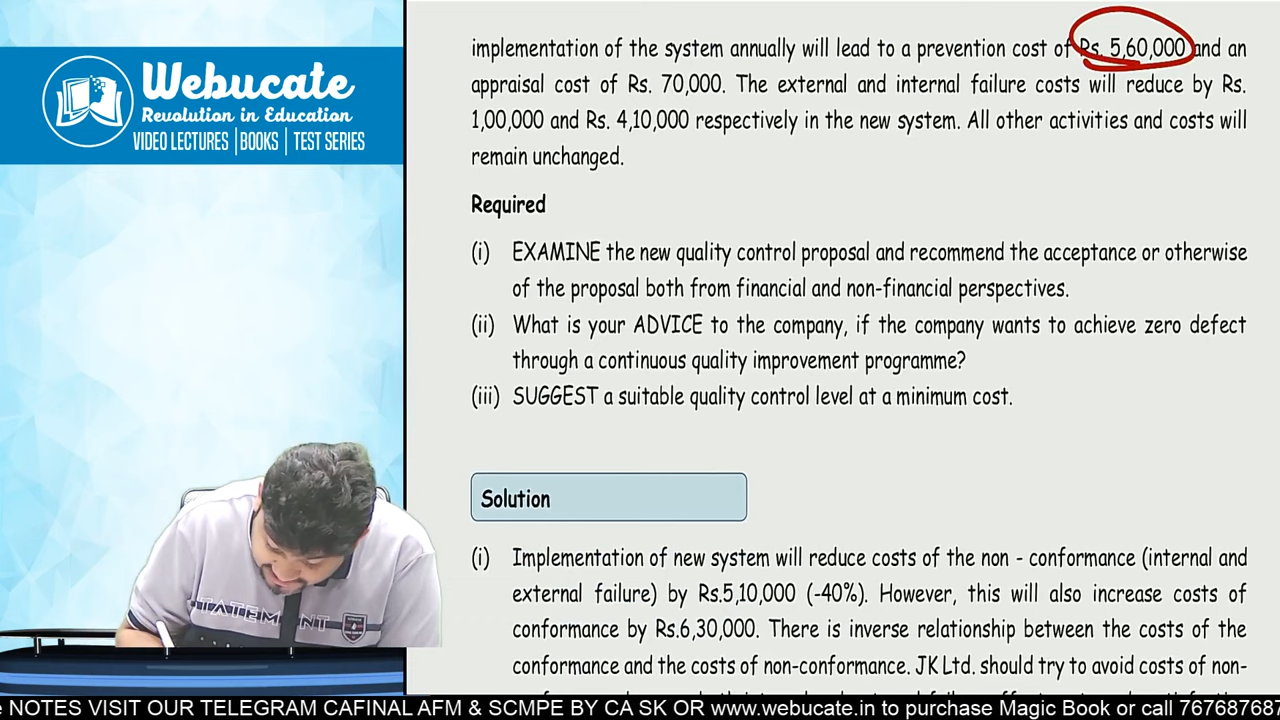 Webucate
Revolution in Education
VIDEO LECTURES | BOOKS | TEST SERIES
implementation of the system annually will lead to a prevention cost of Rs. 5,60,000 and an
appraisal cost of Rs. 70,000. The external and internal failure costs will reduce by Rs.
1,00,000 and Rs. 4,10,000 respectively in the new system. All other activities and costs will
remain unchanged.
Required
(i) EXAMINE the new quality control proposal and recommend the acceptance or otherwise
of the proposal both from financial and non-financial perspectives.
(ii) What is your ADVICE to the company, if the company wants to achieve zero defect
through a continuous quality improvement programme?
(iii) SUGGEST a suitable quality control level at a minimum cost.
Solution
(i) Implementation of new system will reduce costs of the non - conformance (internal and
external failure) by Rs.5,10,000 (-40%). However, this will also increase costs of
conformance by Rs.6,30,000. There is inverse relationship between the costs of the
conformance and the costs of non-conformance. JK Ltd. should try to avoid costs of non-
NOTES VISIT OUR TELEGRAM CAFINAL AFM & SCMPE BY CA SK OR www.webucate.in to purchase Magic Book or call 767687687